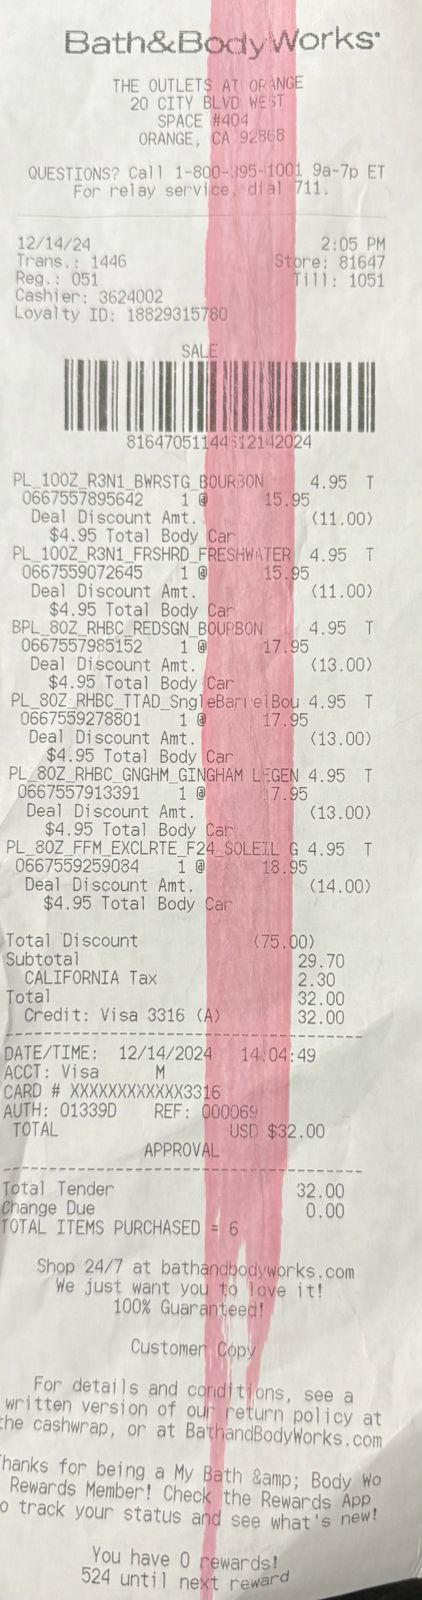 Bath&BodyWorks®
THE OUTLETS AT ORANGE
20 CITY BLVD WEST
SPACE #404
ORANGE, CA 92868
QUESTIONS? Call 1-800-395-1001 9a-7p ET
For relay service, dial 711.
12/14/24 2:05 PM
Trans.: 1446 Store: 81647
Reg.: 051 Till: 1051
Cashier: 3624002
Loyalty ID: 18829315780
SALE
PL_10OZ_R3N1_BWRSTG_BOURBON 4.95 T
0667557895642 1 @ 15.95
Deal Discount Amt. (11.00)
$4.95 Total Body Car
PL_10OZ_R3N1_FRSHRD_FRESHWATER 4.95 T
0667559072645 1 @ 15.95
Deal Discount Amt. (11.00)
$4.95 Total Body Car
BPL_8OZ_RHBC_REDSGN_BOURBON 4.95 T
0667557985152 1 @ 17.95
Deal Discount Amt. (13.00)
$4.95 Total Body Car
PL_8OZ_RHBC_TTAD_SngleBarrelBou 4.95 T
0667559278801 1 @ 17.95
Deal Discount Amt. (13.00)
$4.95 Total Body Car
PL_8OZ_RHBC_GNGHM_GINGHAM LEGEN 4.95 T
0667557913391 1 @ 17.95
Deal Discount Amt. (13.00)
$4.95 Total Body Car
PL_8OZ_FFM_EXCLRTE_F24_SOLEIL G 4.95 T
0667559259084 1 @ 18.95
Deal Discount Amt. (14.00)
$4.95 Total Body Car
Total Discount (75.00)
Subtotal 29.70
CALIFORNIA Tax 2.30
Total 32.00
Credit: Visa 3316 (A) 32.00
DATE/TIME: 12/14/2024 14:04:49
ACCT: Visa M
CARD # XXXXXXXXXXXX3316
AUTH: 01339D REF: 000069
TOTAL USD $32.00
APPROVAL
Total Tender 32.00
Change Due 0.00
TOTAL ITEMS PURCHASED = 6
Shop 24/7 at bathandbodyworks.com
We just want you to love it!
100% Guaranteed!
Customer Copy
For details and conditions, see a
written version of our return policy at
the cashwrap, or at BathandBodyWorks.com
Thanks for being a My Bath &amp; Body Wo
Rewards Member! Check the Rewards App
to track your status and see what's new!
You have 0 rewards!
524 until next reward